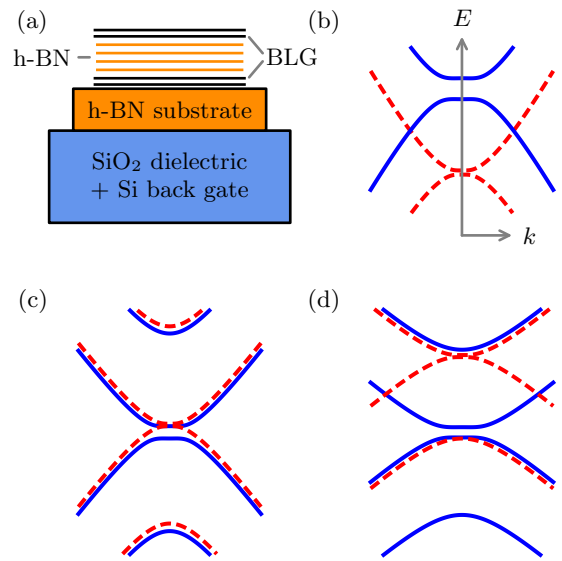 (a)
h-BN
BLG
h-BN substrate
SiO₂ dielectric
+ Si back gate
(b)
E
k
(c)
(d)